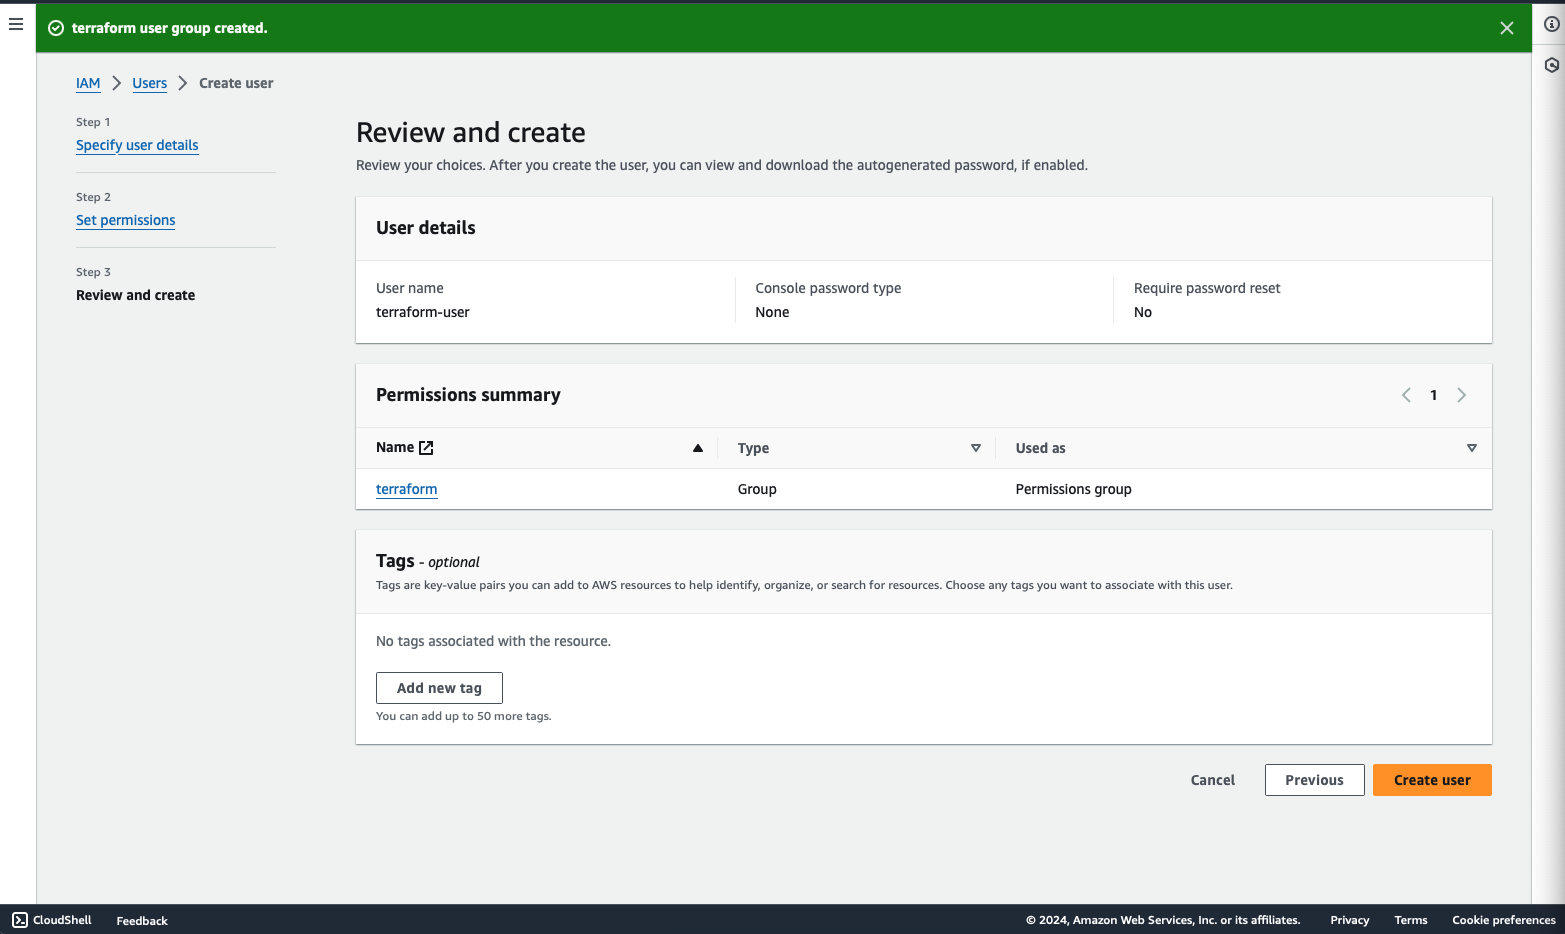 terraform user group created.
IAM > Users > Create user
Step 1
Specify user details
Step 2
Set permissions
Step 3
Review and create
Review and create
Review your choices. After you create the user, you can view and download the autogenerated password, if enabled.
User details
User name
terraform-user
Console password type
None
Require password reset
No
Permissions summary
1
Name Type Used as
terraform Group Permissions group
Tags - optional
Tags are key-value pairs you can add to AWS resources to help identify, organize, or search for resources. Choose any tags you want to associate with this user.
No tags associated with the resource.
Add new tag
You can add up to 50 more tags.
Cancel Previous Create user
CloudShell Feedback © 2024, Amazon Web Services, Inc. or its affiliates. Privacy Terms Cookie preferences